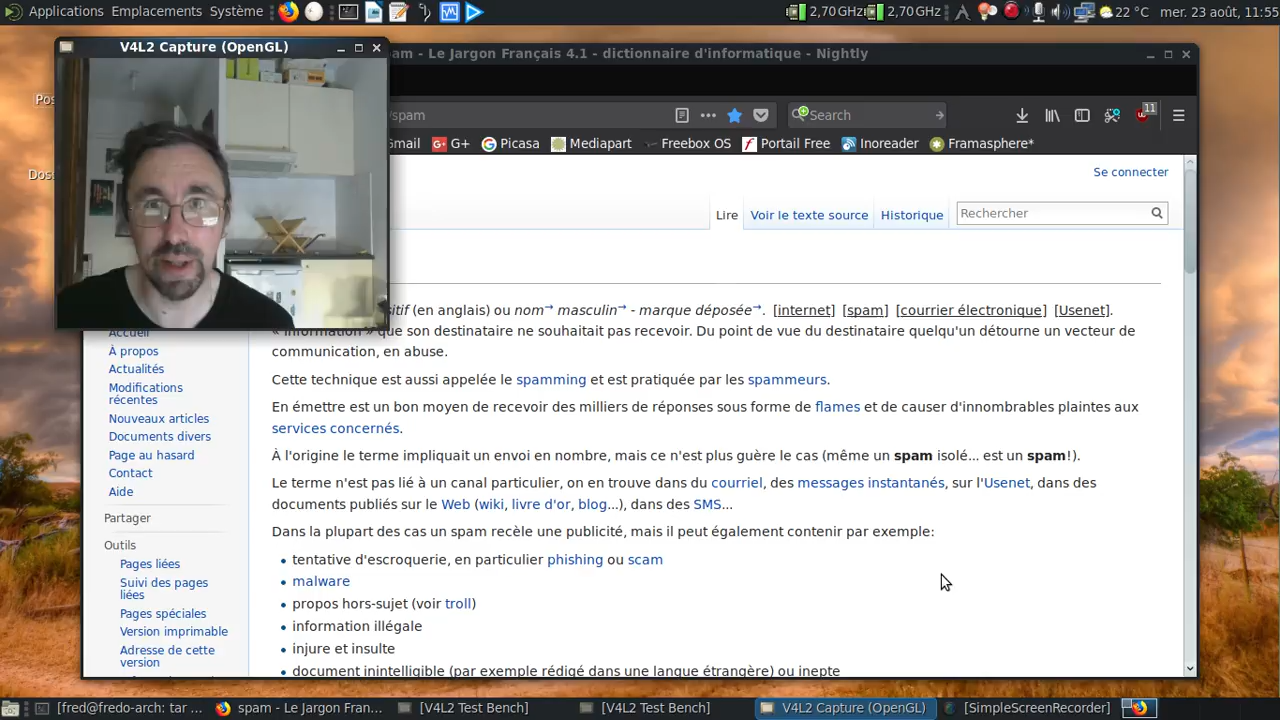 Applications Emplacements Système 2,70 GHz 2,70 GHz 22 °C mer. 23 août, 11:55
V4L2 Capture (OpenGL)
am - Le Jargon Français 4.1 - dictionnaire d'informatique - Nightly
/spam
Search
11
Gmail G+ Picasa Mediapart Freebox OS Portail Free Inoreader Framasphere*
Se connecter
Lire Voir le texte source Historique Rechercher
itif (en anglais) ou nom→ masculin→ - marque déposée→. [internet] [spam] [courrier électronique] [Usenet].
« information » que son destinataire ne souhaitait pas recevoir. Du point de vue du destinataire quelqu'un détourne un vecteur de
communication, en abuse.
Cette technique est aussi appelée le spamming et est pratiquée par les spammeurs.
En émettre est un bon moyen de recevoir des milliers de réponses sous forme de flames et de causer d'innombrables plaintes aux
services concernés.
À l'origine le terme impliquait un envoi en nombre, mais ce n'est plus guère le cas (même un spam isolé... est un spam!).
Le terme n'est pas lié à un canal particulier, on en trouve dans du courriel, des messages instantanés, sur l'Usenet, dans des
documents publiés sur le Web (wiki, livre d'or, blog...), dans des SMS...
Dans la plupart des cas un spam recèle une publicité, mais il peut également contenir par exemple:
• tentative d'escroquerie, en particulier phishing ou scam
• malware
• propos hors-sujet (voir troll)
• information illégale
• injure et insulte
• document inintelligible (par exemple rédigé dans une langue étrangère) ou inepte
Accueil
À propos
Actualités
Modifications
récentes
Nouveaux articles
Documents divers
Page au hasard
Contact
Aide
Partager
Outils
Pages liées
Suivi des pages
liées
Pages spéciales
Version imprimable
Adresse de cette
version
[fred@fredo-arch: tar ... spam - Le Jargon Fran... [V4L2 Test Bench] [V4L2 Test Bench] V4L2 Capture (OpenGL) [SimpleScreenRecorder]